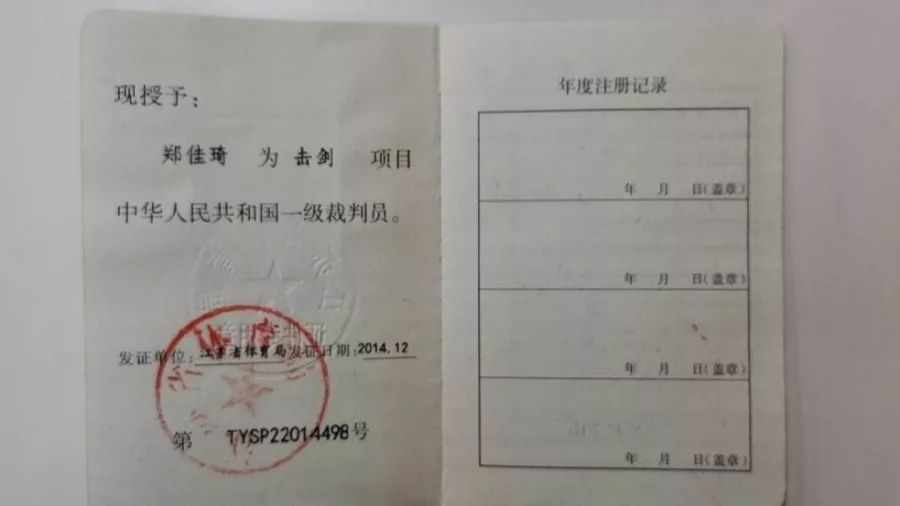 现授予：
郑佳琦 为 击剑 项目
中华人民共和国一级裁判员。
发证单位：江苏省体育局 发证日期：2014.12
第 TYSP22014498号
年度注册记录
年 月 日(盖章)
年 月 日(盖章)
年 月 日(盖章)
年 月 日(盖章)